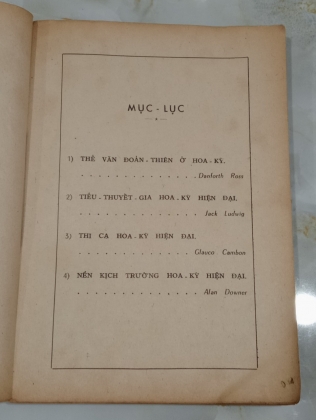 MỤC - LỤC
1) THỂ VĂN ĐOẢN - THIÊN Ở HOA - KỲ.
. . . . . . . . . . . . . . Danforth Ross
2) TIỂU - THUYẾT - GIA HOA - KỲ HIỆN ĐẠI.
. . . . . . . . . . . . . . Jack Ludwig
3) THI CA HOA - KỲ HIỆN ĐẠI.
. . . . . . . . . . . . . Glauco Cambon
4) NỀN KỊCH TRƯỜNG HOA - KỲ HIỆN ĐẠI.
. . . . . . . . . . . . . . Alan Downer